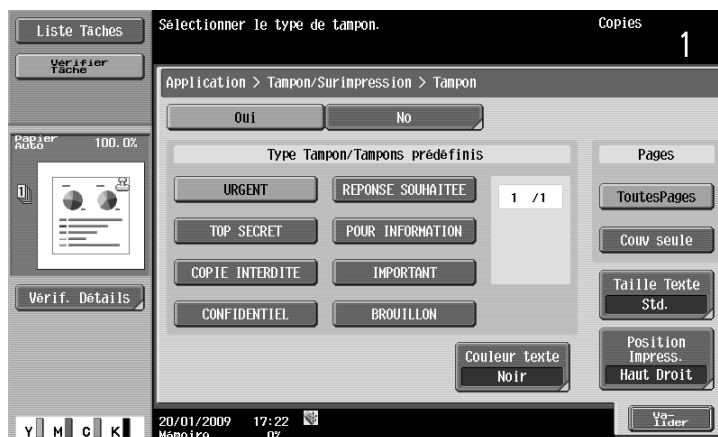 Liste Tâches
Sélectionner le type de tampon.
Copies
1
Vérifier
Tâche
Application > Tampon/Surimpression > Tampon
Oui
No
Papier
Auto
100.0%
Type Tampon/Tampons prédéfinis
Pages
1
URGENT
REPONSE SOUHAITEE
1 /1
ToutesPages
TOP SECRET
POUR INFORMATION
Couv seule
COPIE INTERDITE
IMPORTANT
Taille Texte
Std.
Vérif. Détails
CONFIDENTIEL
BROUILLON
Position
Impress.
Haut Droit
Couleur texte
Noir
20/01/2009 17:22
Mémoire 0%
Va-
lider
Y M C K